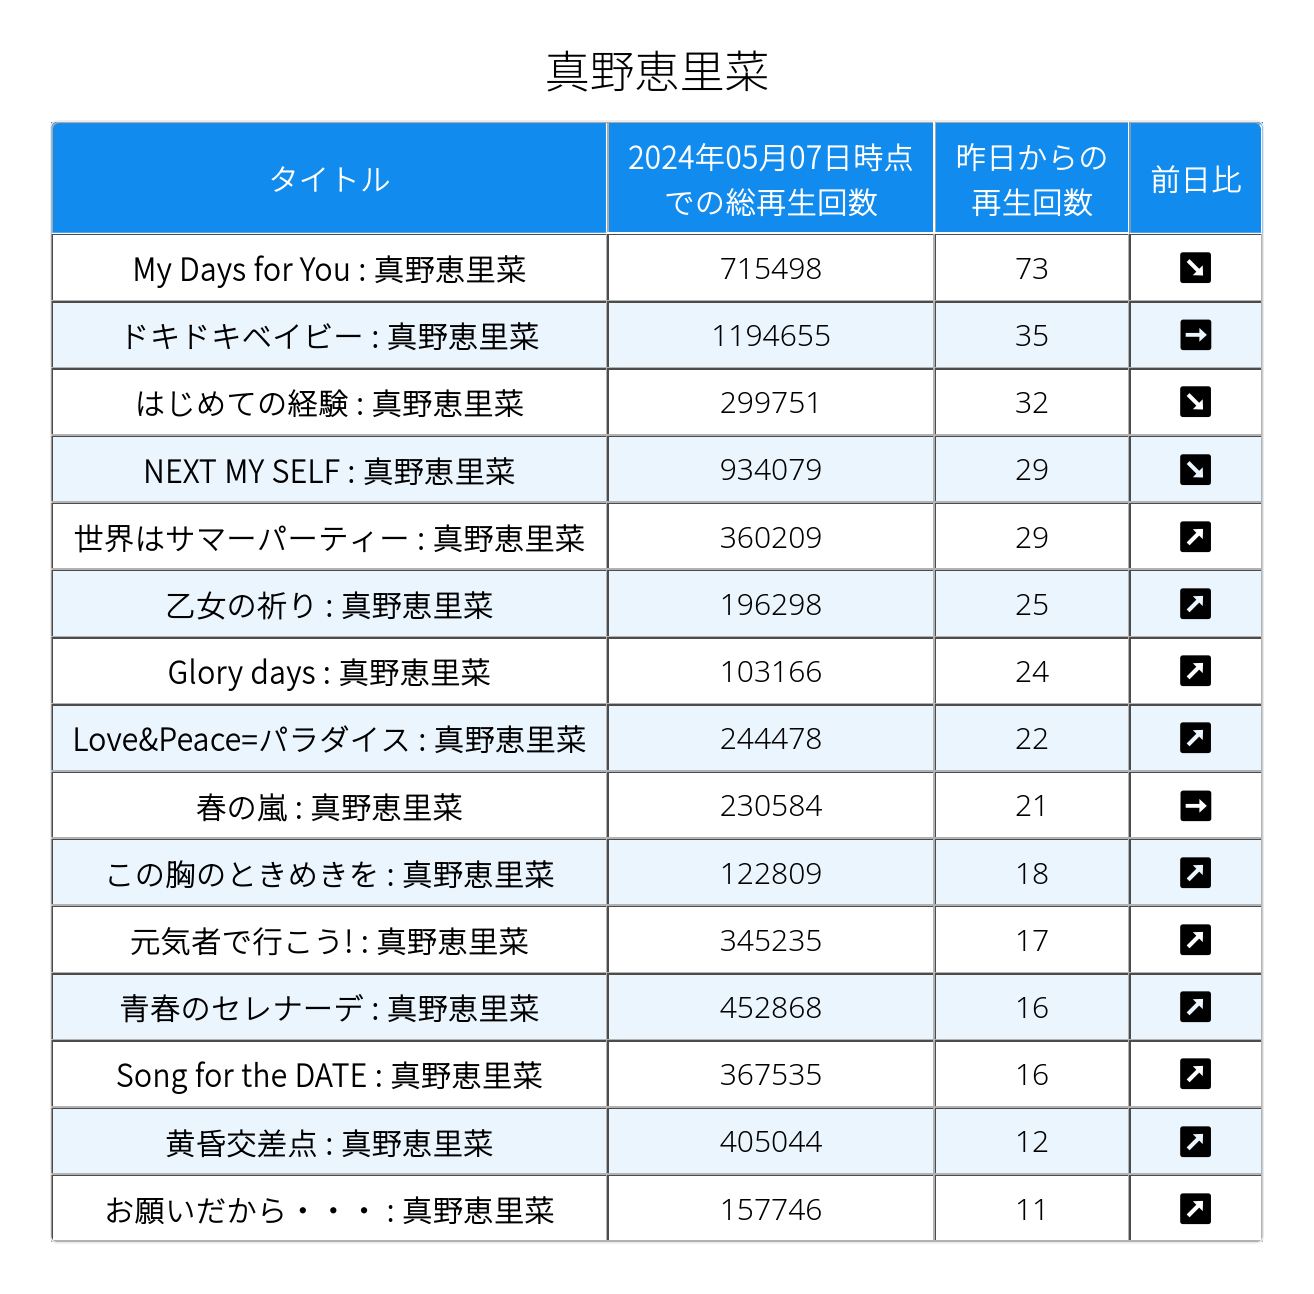 真野恵里菜
タイトル 2024年05月07日時点での総再生回数 昨日からの再生回数 前日比
My Days for You : 真野恵里菜 715498 73 ↘
ドキドキベイビー : 真野恵里菜 1194655 35 →
はじめての経験 : 真野恵里菜 299751 32 ↘
NEXT MY SELF : 真野恵里菜 934079 29 ↘
世界はサマーパーティー : 真野恵里菜 360209 29 ↗
乙女の祈り : 真野恵里菜 196298 25 ↗
Glory days : 真野恵里菜 103166 24 ↗
Love&Peace=パラダイス : 真野恵里菜 244478 22 ↗
春の嵐 : 真野恵里菜 230584 21 →
この胸のときめきを : 真野恵里菜 122809 18 ↗
元気者で行こう! : 真野恵里菜 345235 17 ↗
青春のセレナーデ : 真野恵里菜 452868 16 ↗
Song for the DATE : 真野恵里菜 367535 16 ↗
黄昏交差点 : 真野恵里菜 405044 12 ↗
お願いだから・・・ : 真野恵里菜 157746 11 ↗